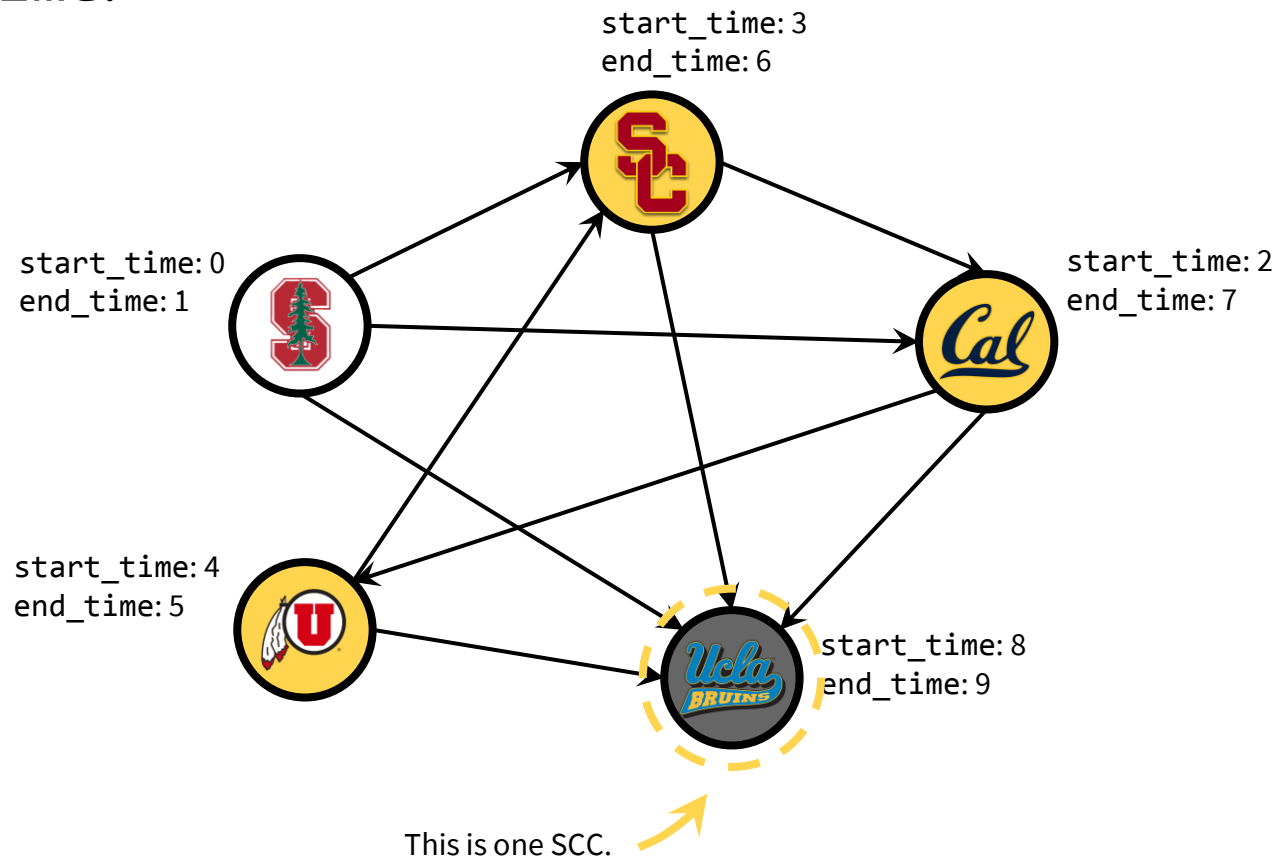 start_time: 3
end_time: 6
SC
start_time: 0
end_time: 1
S
start_time: 2
end_time: 7
Cal
start_time: 4
end_time: 5
U
Ucla
BRUINS
start_time: 8
end_time: 9
This is one SCC.